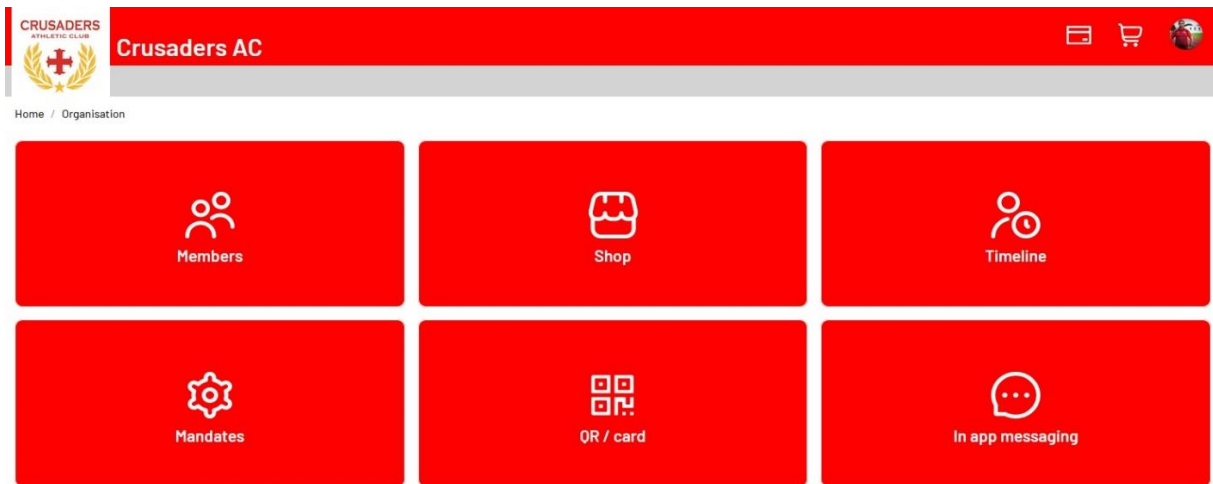 CRUSADERS
ATHLETIC CLUB
Crusaders AC
Home / Organisation
Members
Shop
Timeline
Mandates
QR / card
In app messaging